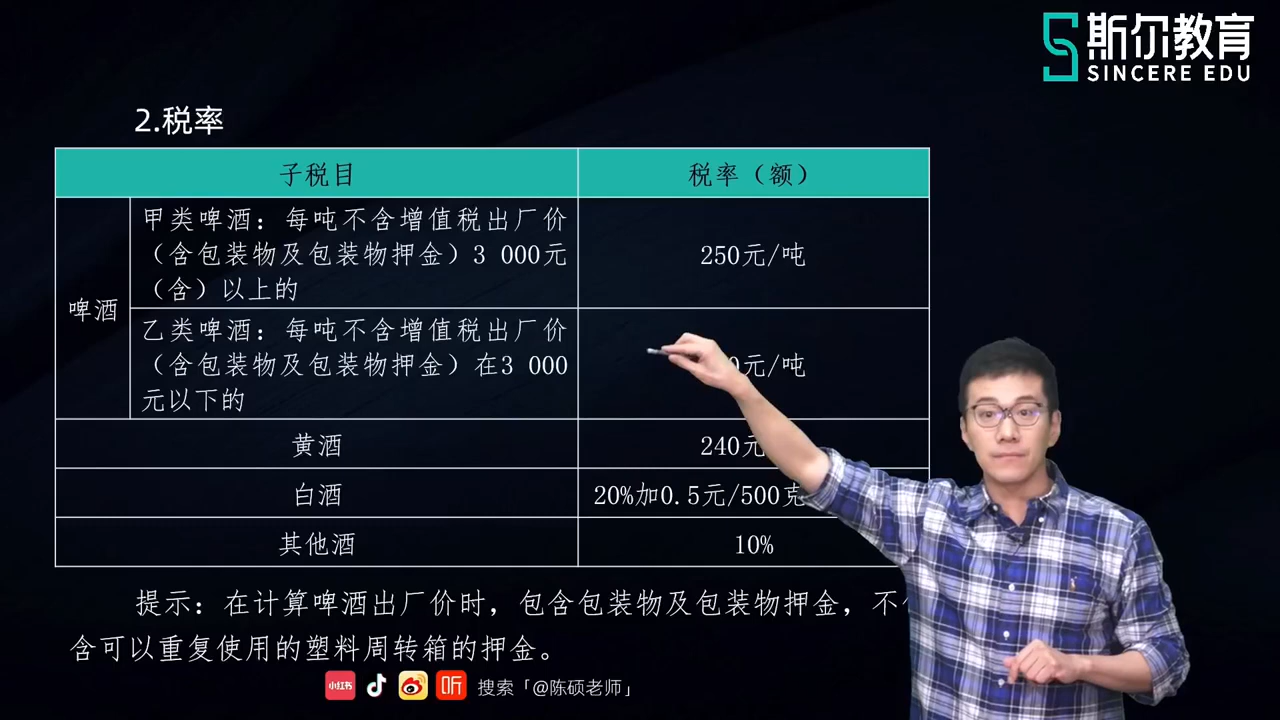 斯尔教育
SINCERE EDU
2.税率
子税目
税率（额）
啤酒
甲类啤酒：每吨不含增值税出厂价
（含包装物及包装物押金）3 000元
（含）以上的
250元/吨
乙类啤酒：每吨不含增值税出厂价
（含包装物及包装物押金）在3 000
元以下的
0元/吨
黄酒
240元
白酒
20%加0.5元/500克
其他酒
10%
提示：在计算啤酒出厂价时，包含包装物及包装物押金，不
含可以重复使用的塑料周转箱的押金。
小红书
听
搜索「@陈硕老师」